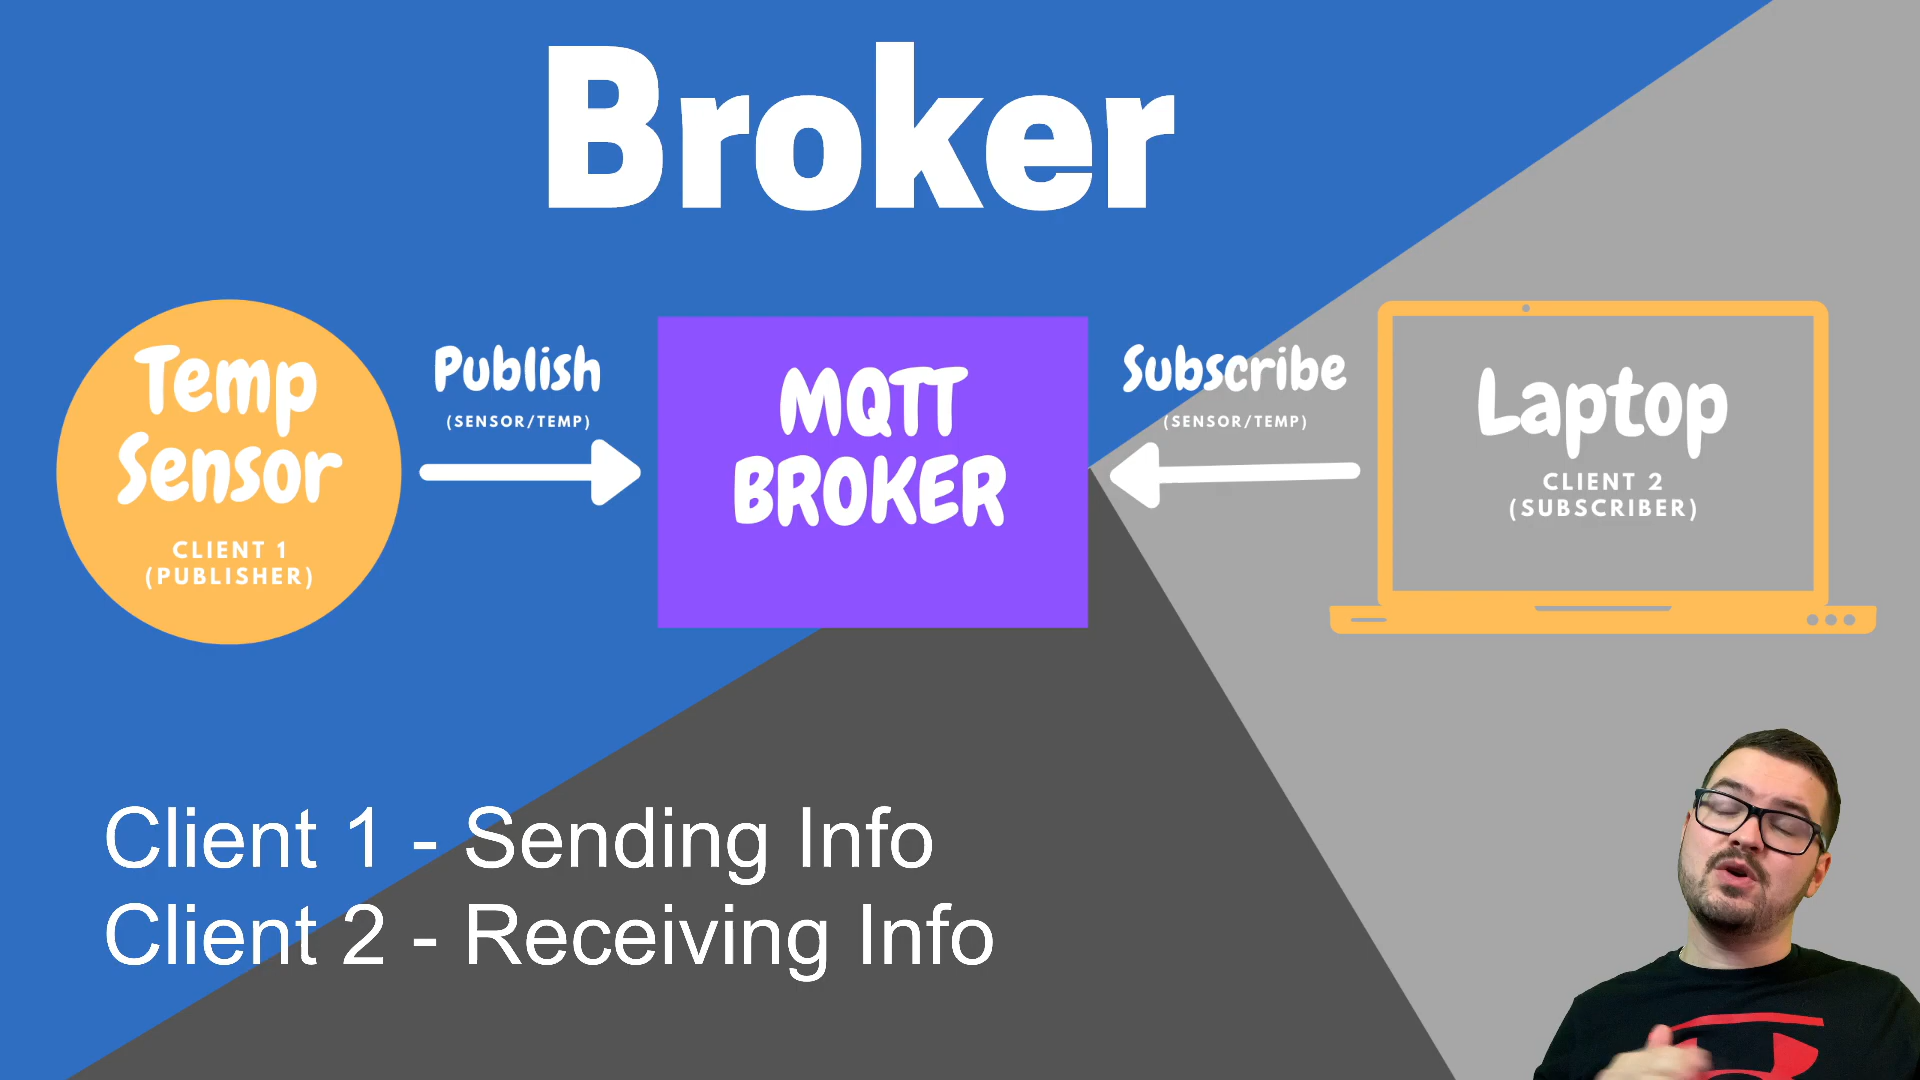 Broker
Temp
Sensor
CLIENT 1
(PUBLISHER)
Publish
(SENSOR/TEMP)
MQTT
BROKER
Subscribe
(SENSOR/TEMP)
Laptop
CLIENT 2
(SUBSCRIBER)
Client 1 - Sending Info
Client 2 - Receiving Info